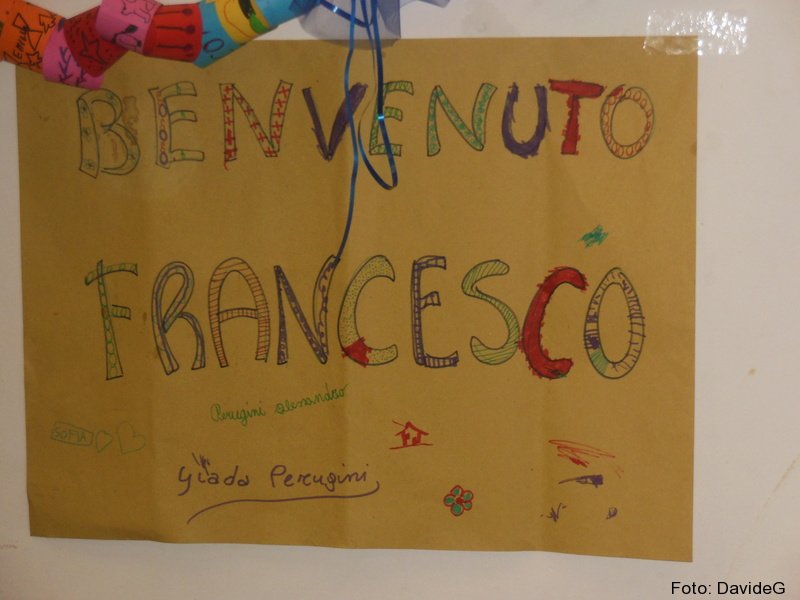 BENVENUTO
FRANCESCO
Perugini alessandro
SOFIA
Giada Perugini
Foto: DavideG